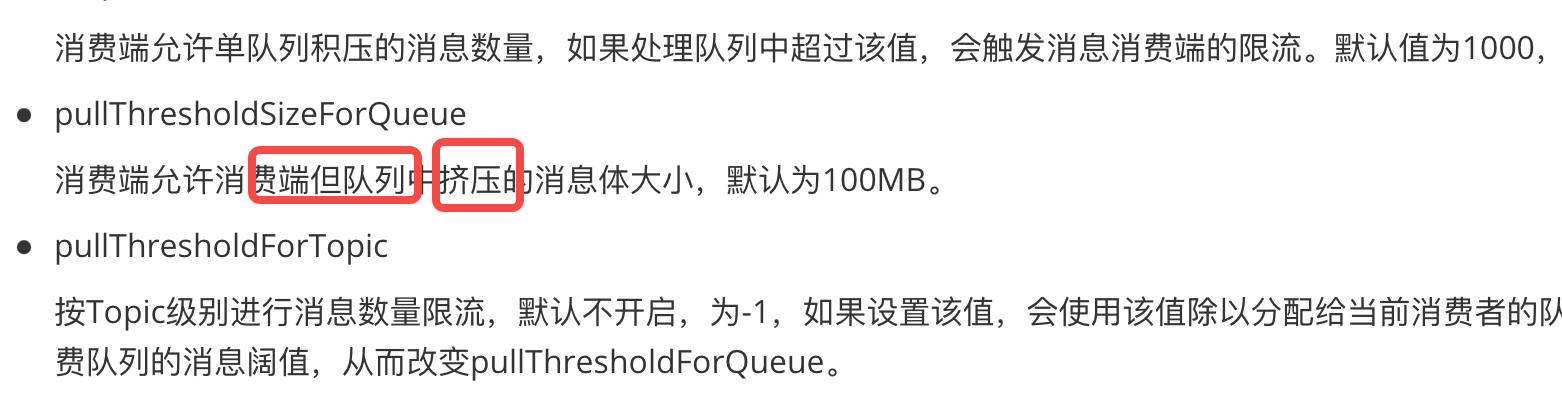 消费端允许单队列积压的消息数量，如果处理队列中超过该值，会触发消息消费端的限流。默认值为1000，
● pullThresholdSizeForQueue
消费端允许消费端但队列中挤压的消息体大小，默认为100MB。
● pullThresholdForTopic
按Topic级别进行消息数量限流，默认不开启，为-1，如果设置该值，会使用该值除以分配给当前消费者的队
费队列的消息阔值，从而改变pullThresholdForQueue。